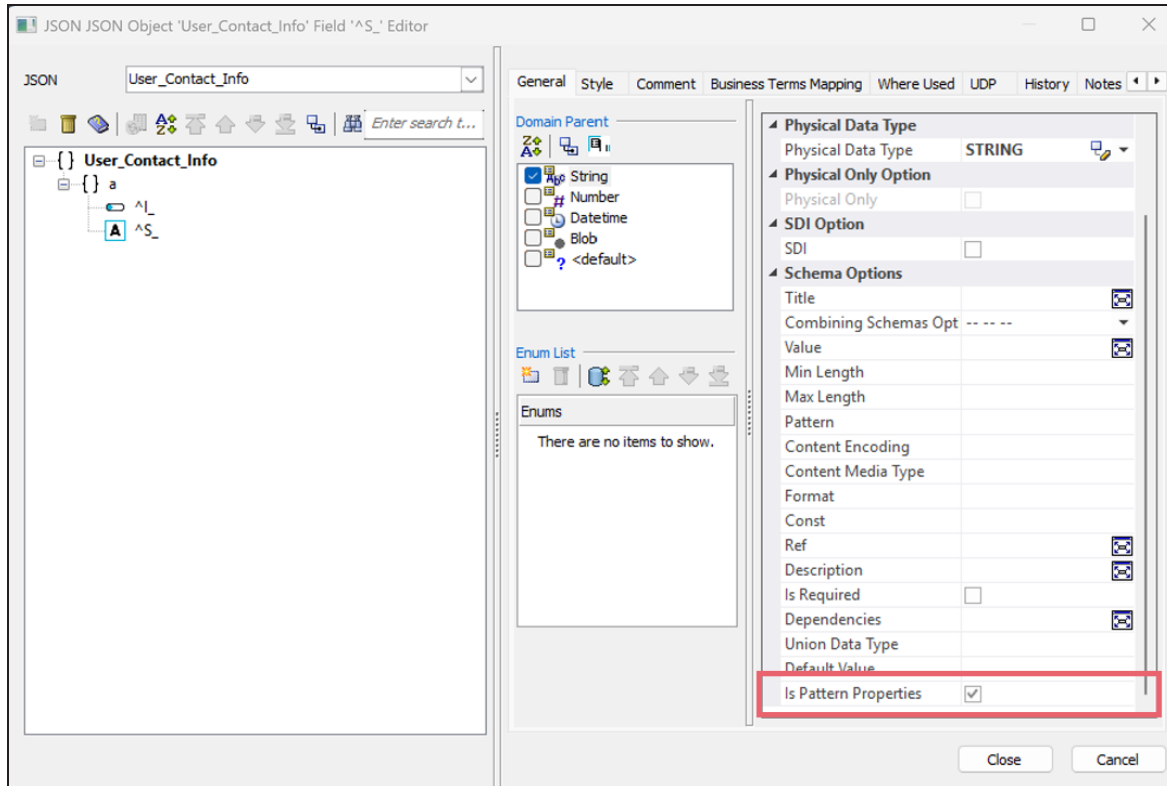 JSON JSON Object 'User_Contact_Info' Field '^S_' Editor
JSON
User_Contact_Info
Enter search t...
{ } User_Contact_Info
{ } a
^I_
A ^S_
General Style Comment Business Terms Mapping Where Used UDP History Notes
Domain Parent
String
Number
Datetime
Blob
<default>
Enum List
Enums
There are no items to show.
Physical Data Type
Physical Data Type STRING
Physical Only Option
Physical Only
SDI Option
SDI
Schema Options
Title
Combining Schemas Opt -- -- --
Value
Min Length
Max Length
Pattern
Content Encoding
Content Media Type
Format
Const
Ref
Description
Is Required
Dependencies
Union Data Type
Default Value
Is Pattern Properties
Close Cancel